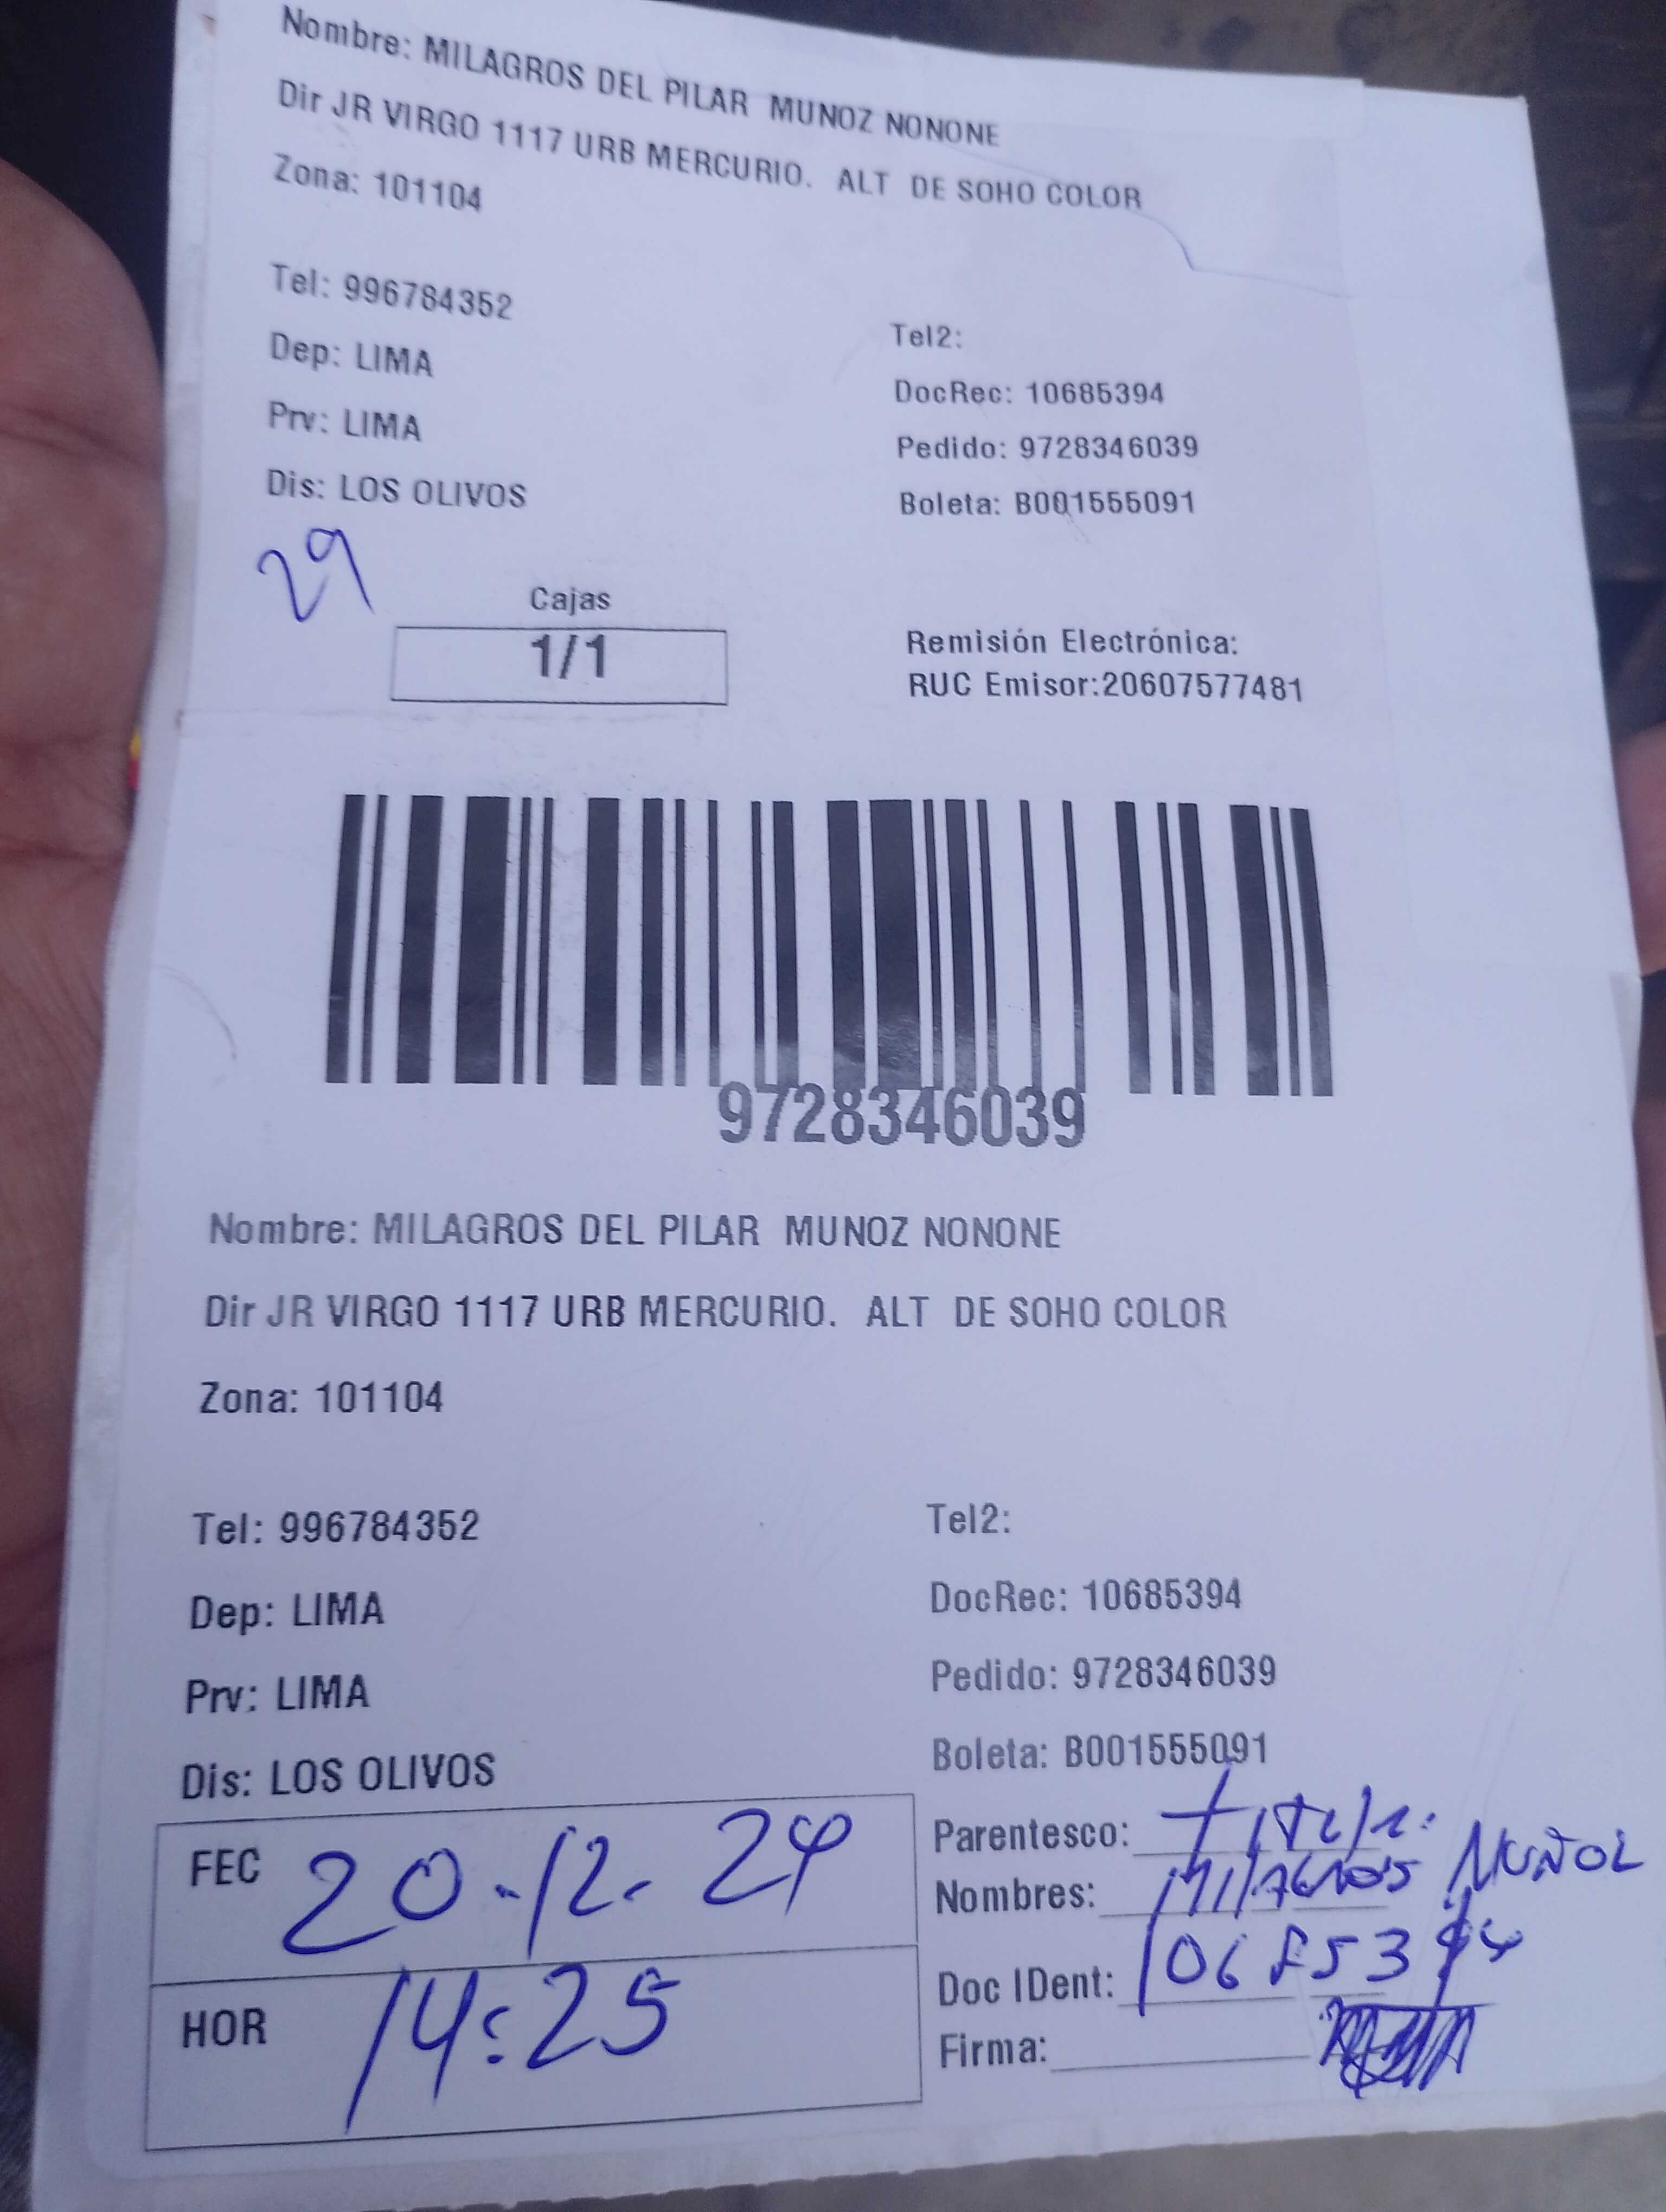 Nombre: MILAGROS DEL PILAR MUNOZ NONONE
Dir JR VIRGO 1117 URB MERCURIO. ALT DE SOHO COLOR
Zona: 101104
Tel: 996784352
Tel2:
Dep: LIMA
DocRec: 10685394
Prv: LIMA
Pedido: 9728346039
Dis: LOS OLIVOS
Boleta: B001555091
29
Cajas
1/1
Remisión Electrónica:
RUC Emisor:20607577481
9728346039
Nombre: MILAGROS DEL PILAR MUNOZ NONONE
Dir JR VIRGO 1117 URB MERCURIO. ALT DE SOHO COLOR
Zona: 101104
Tel: 996784352
Tel2:
Dep: LIMA
DocRec: 10685394
Prv: LIMA
Pedido: 9728346039
Dis: LOS OLIVOS
Boleta: B001555091
FEC 20-12-24
Parentesco:
Nombres: Milagros Muñoz
HOR 14:25
Doc IDent: 10685394
Firma: